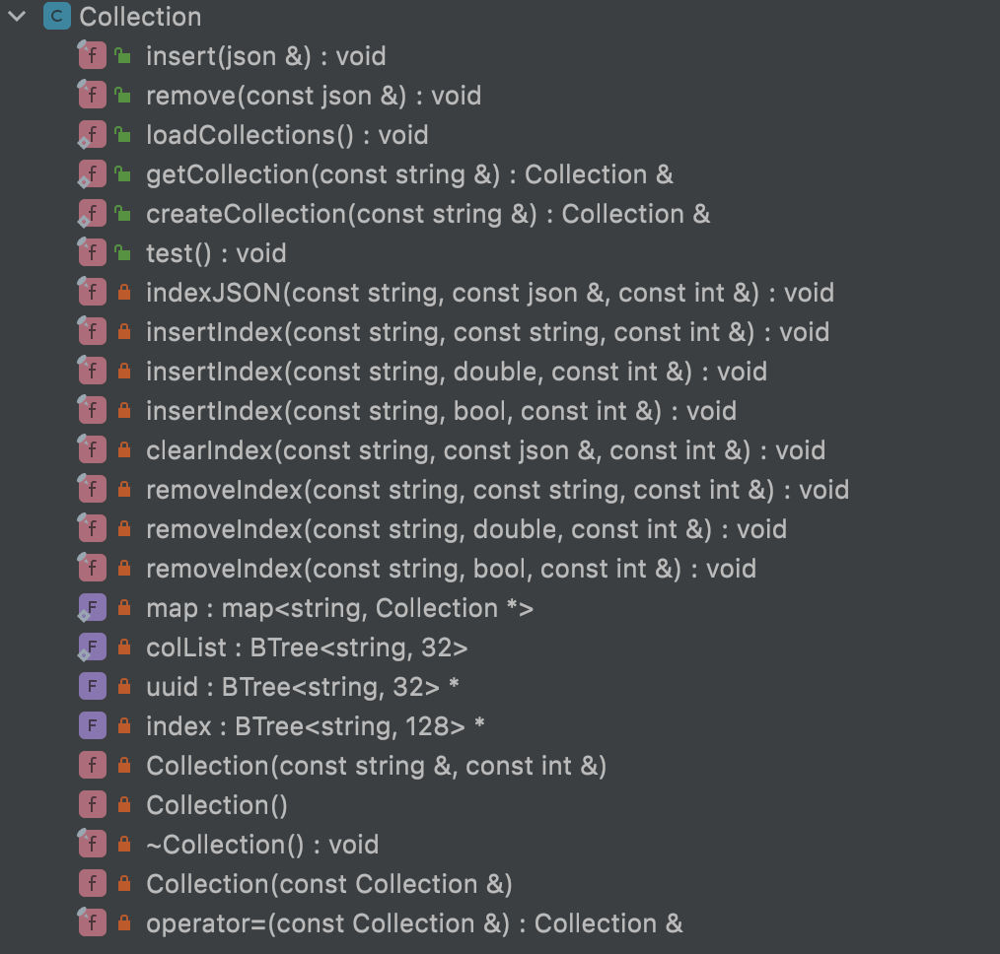 C Collection
f insert(json &) : void
f remove(const json &) : void
f loadCollections() : void
f getCollection(const string &) : Collection &
f createCollection(const string &) : Collection &
f test() : void
f indexJSON(const string, const json &, const int &) : void
f insertIndex(const string, const string, const int &) : void
f insertIndex(const string, double, const int &) : void
f insertIndex(const string, bool, const int &) : void
f clearIndex(const string, const json &, const int &) : void
f removeIndex(const string, const string, const int &) : void
f removeIndex(const string, double, const int &) : void
f removeIndex(const string, bool, const int &) : void
F map : map<string, Collection *>
F colList : BTree<string, 32>
F uuid : BTree<string, 32> *
F index : BTree<string, 128> *
f Collection(const string &, const int &)
f Collection()
f ~Collection() : void
f Collection(const Collection &)
f operator=(const Collection &) : Collection &